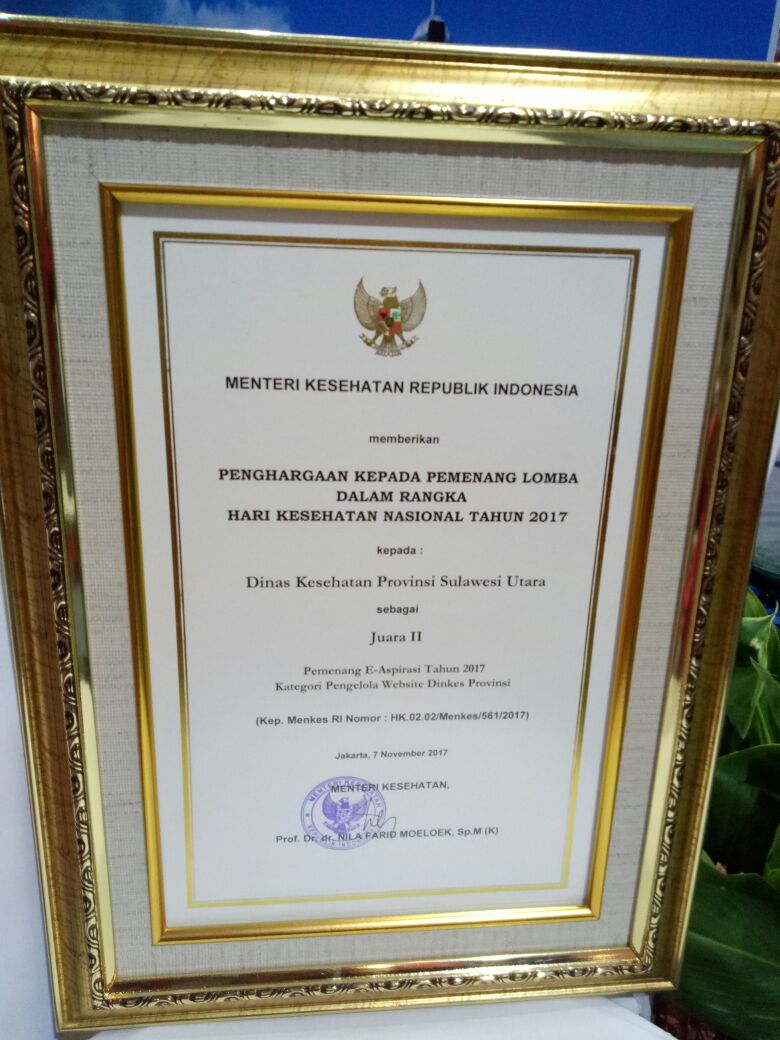 MENTERI KESEHATAN REPUBLIK INDONESIA
memberikan
PENGHARGAAN KEPADA PEMENANG LOMBA
DALAM RANGKA
HARI KESEHATAN NASIONAL TAHUN 2017
kepada :
Dinas Kesehatan Provinsi Sulawesi Utara
sebagai
Juara II
Pemenang E-Aspirasi Tahun 2017
Kategori Pengelola Website Dinkes Provinsi
(Kep. Menkes RI Nomor : HK.02.02/Menkes/561/2017)
Jakarta, 7 November 2017
MENTERI KESEHATAN,
Prof. Dr. dr. NILA FARID MOELOEK, Sp.M (K)